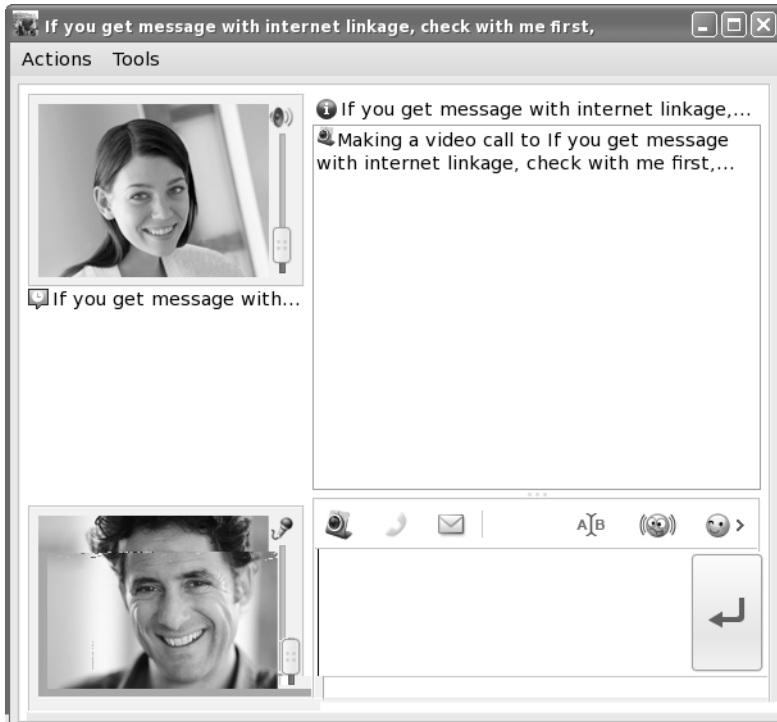 If you get message with internet linkage, check with me first,
Actions Tools
If you get message with internet linkage,...
Making a video call to If you get message
with internet linkage, check with me first,...
If you get message with...
A B